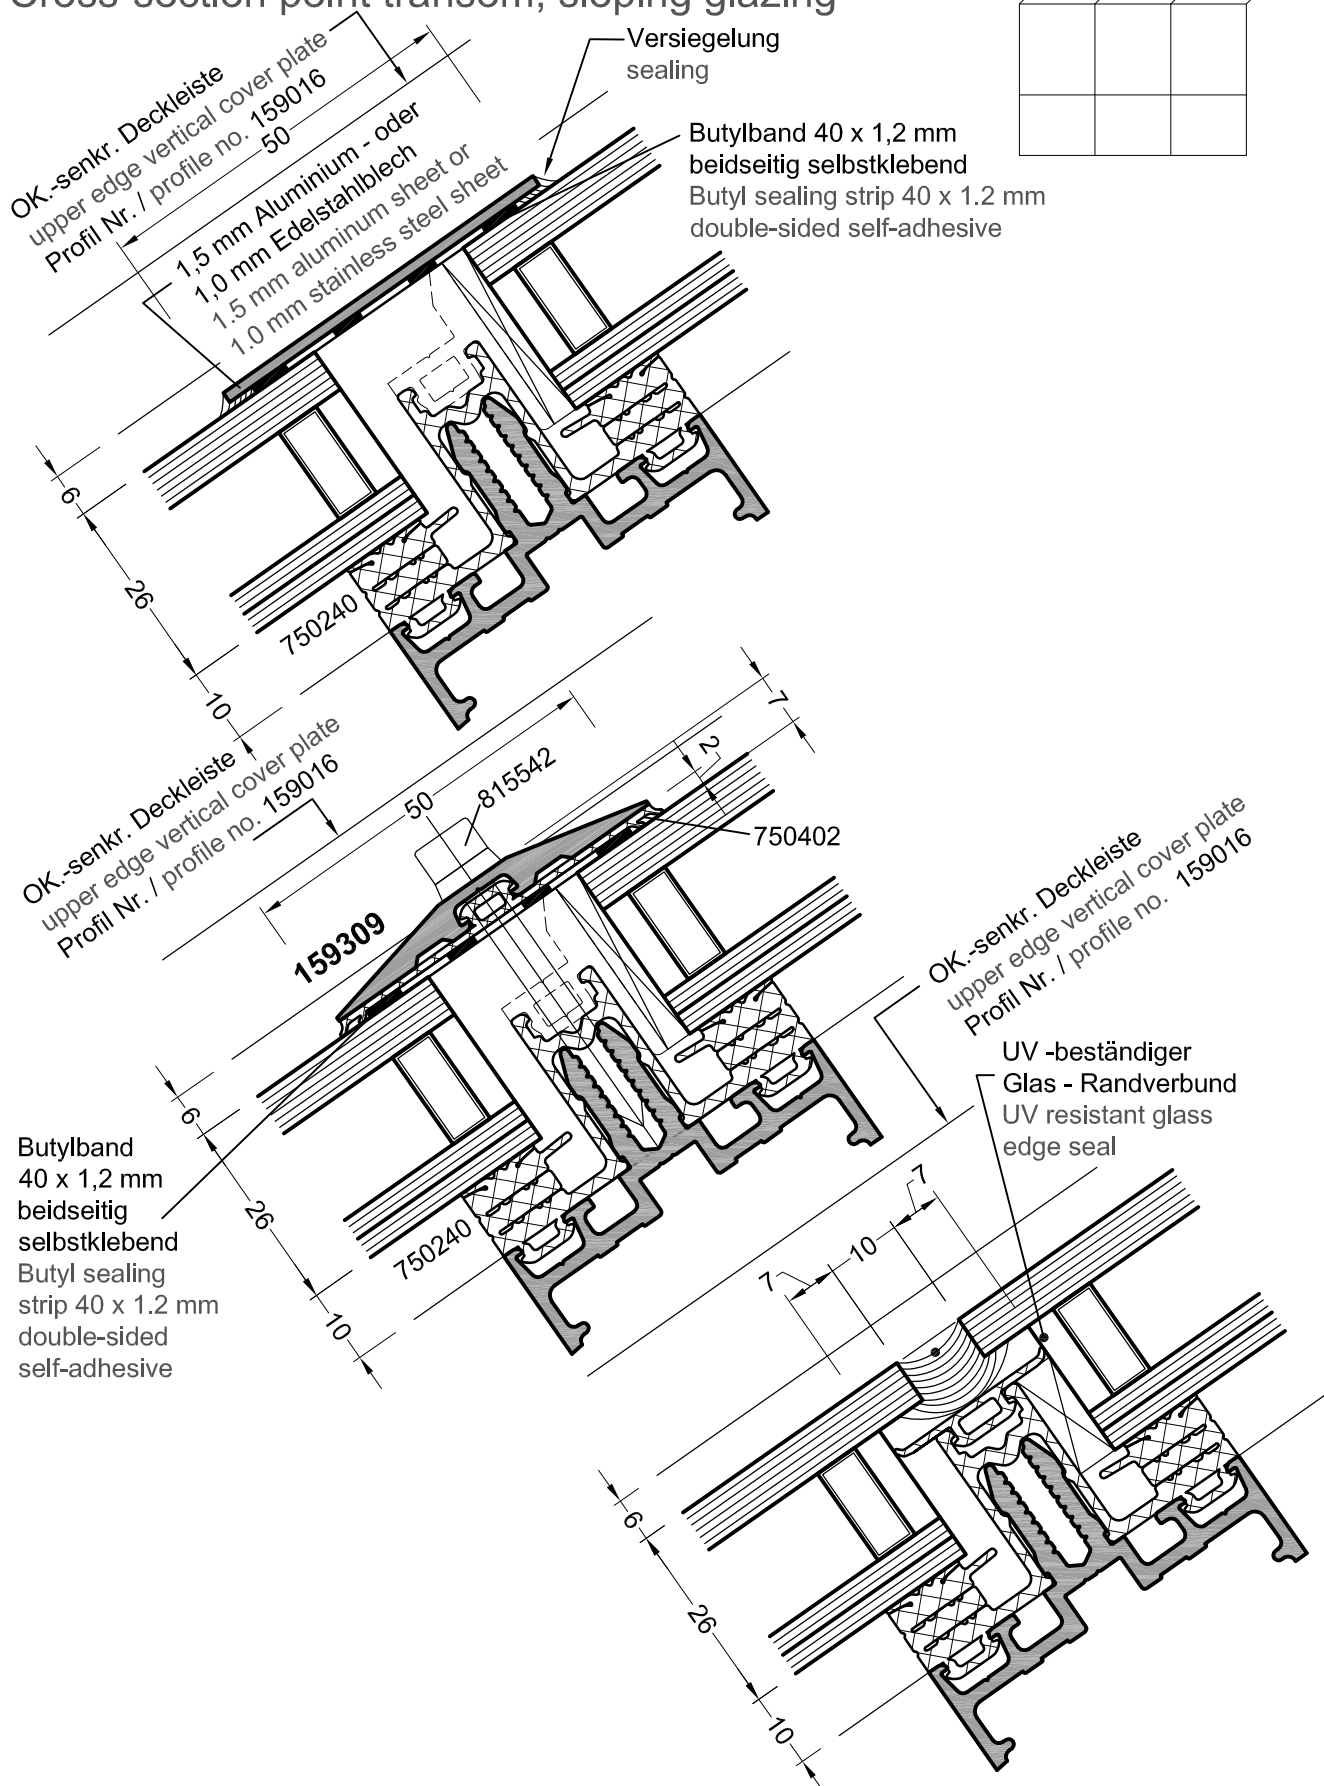 Cross-section point transom, sloping glazing
Versiegelung
sealing
OK.-senkr. Deckleiste
upper edge vertical cover plate
Profil Nr. / profile no. 159016
50
1,5 mm Aluminium - oder
1,0 mm Edelstahlblech
1.5 mm aluminum sheet or
1.0 mm stainless steel sheet
Butylband 40 x 1,2 mm
beidseitig selbstklebend
Butyl sealing strip 40 x 1.2 mm
double-sided self-adhesive
6
26
10
750240
OK.-senkr. Deckleiste
upper edge vertical cover plate
Profil Nr. / profile no. 159016
50
815542
7
2
750402
159309
6
26
10
750240
Butylband
40 x 1,2 mm
beidseitig
selbstklebend
Butyl sealing
strip 40 x 1.2 mm
double-sided
self-adhesive
OK.-senkr. Deckleiste
upper edge vertical cover plate
Profil Nr. / profile no. 159016
UV -beständiger
Glas - Randverbund
UV resistant glass
edge seal
7
10
7
6
26
10